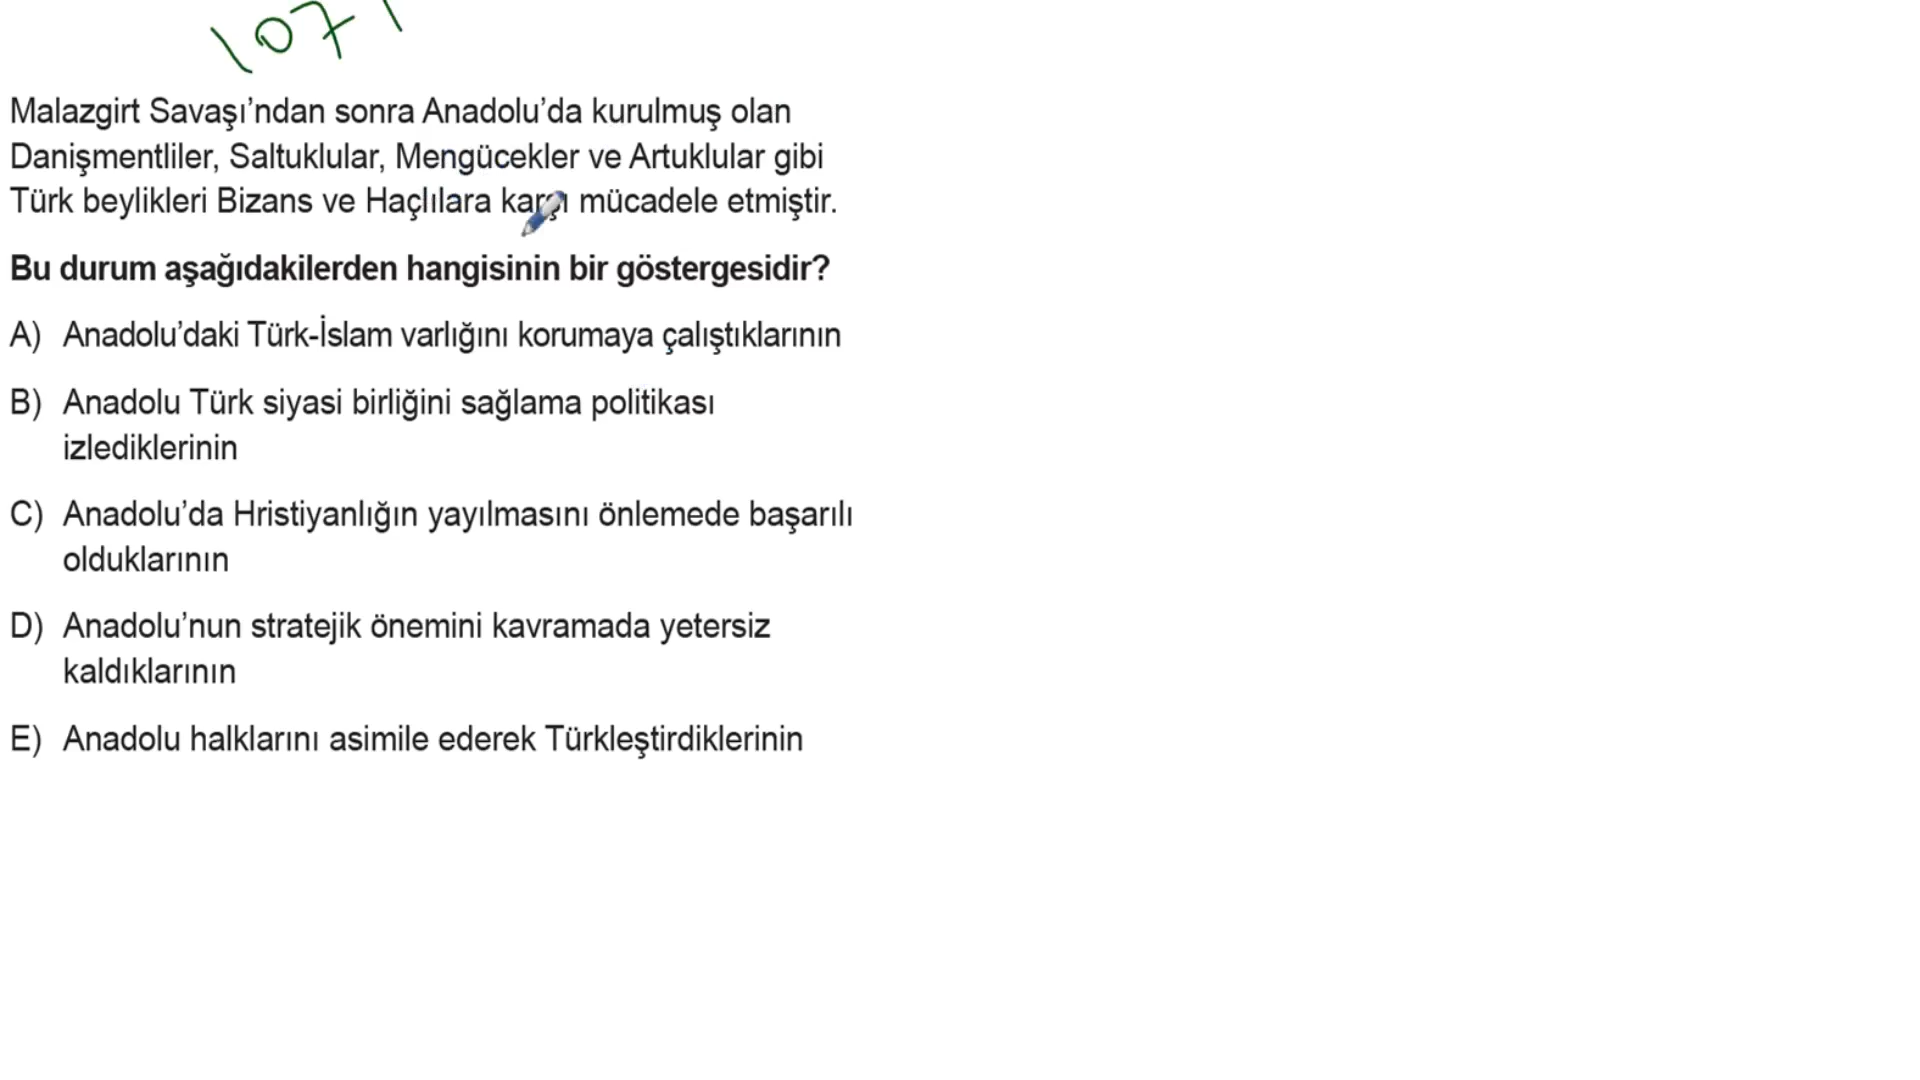 1071
Malazgirt Savaşı’ndan sonra Anadolu’da kurulmuş olan
Danişmentliler, Saltuklular, Mengücekler ve Artuklular gibi
Türk beylikleri Bizans ve Haçlılara karşı mücadele etmiştir.
Bu durum aşağıdakilerden hangisinin bir göstergesidir?
A) Anadolu’daki Türk-İslam varlığını korumaya çalıştıklarının
B) Anadolu Türk siyasi birliğini sağlama politikası
izlediklerinin
C) Anadolu’da Hristiyanlığın yayılmasını önlemede başarılı
olduklarının
D) Anadolu’nun stratejik önemini kavramada yetersiz
kaldıklarının
E) Anadolu halklarını asimile ederek Türkleştirdiklerinin